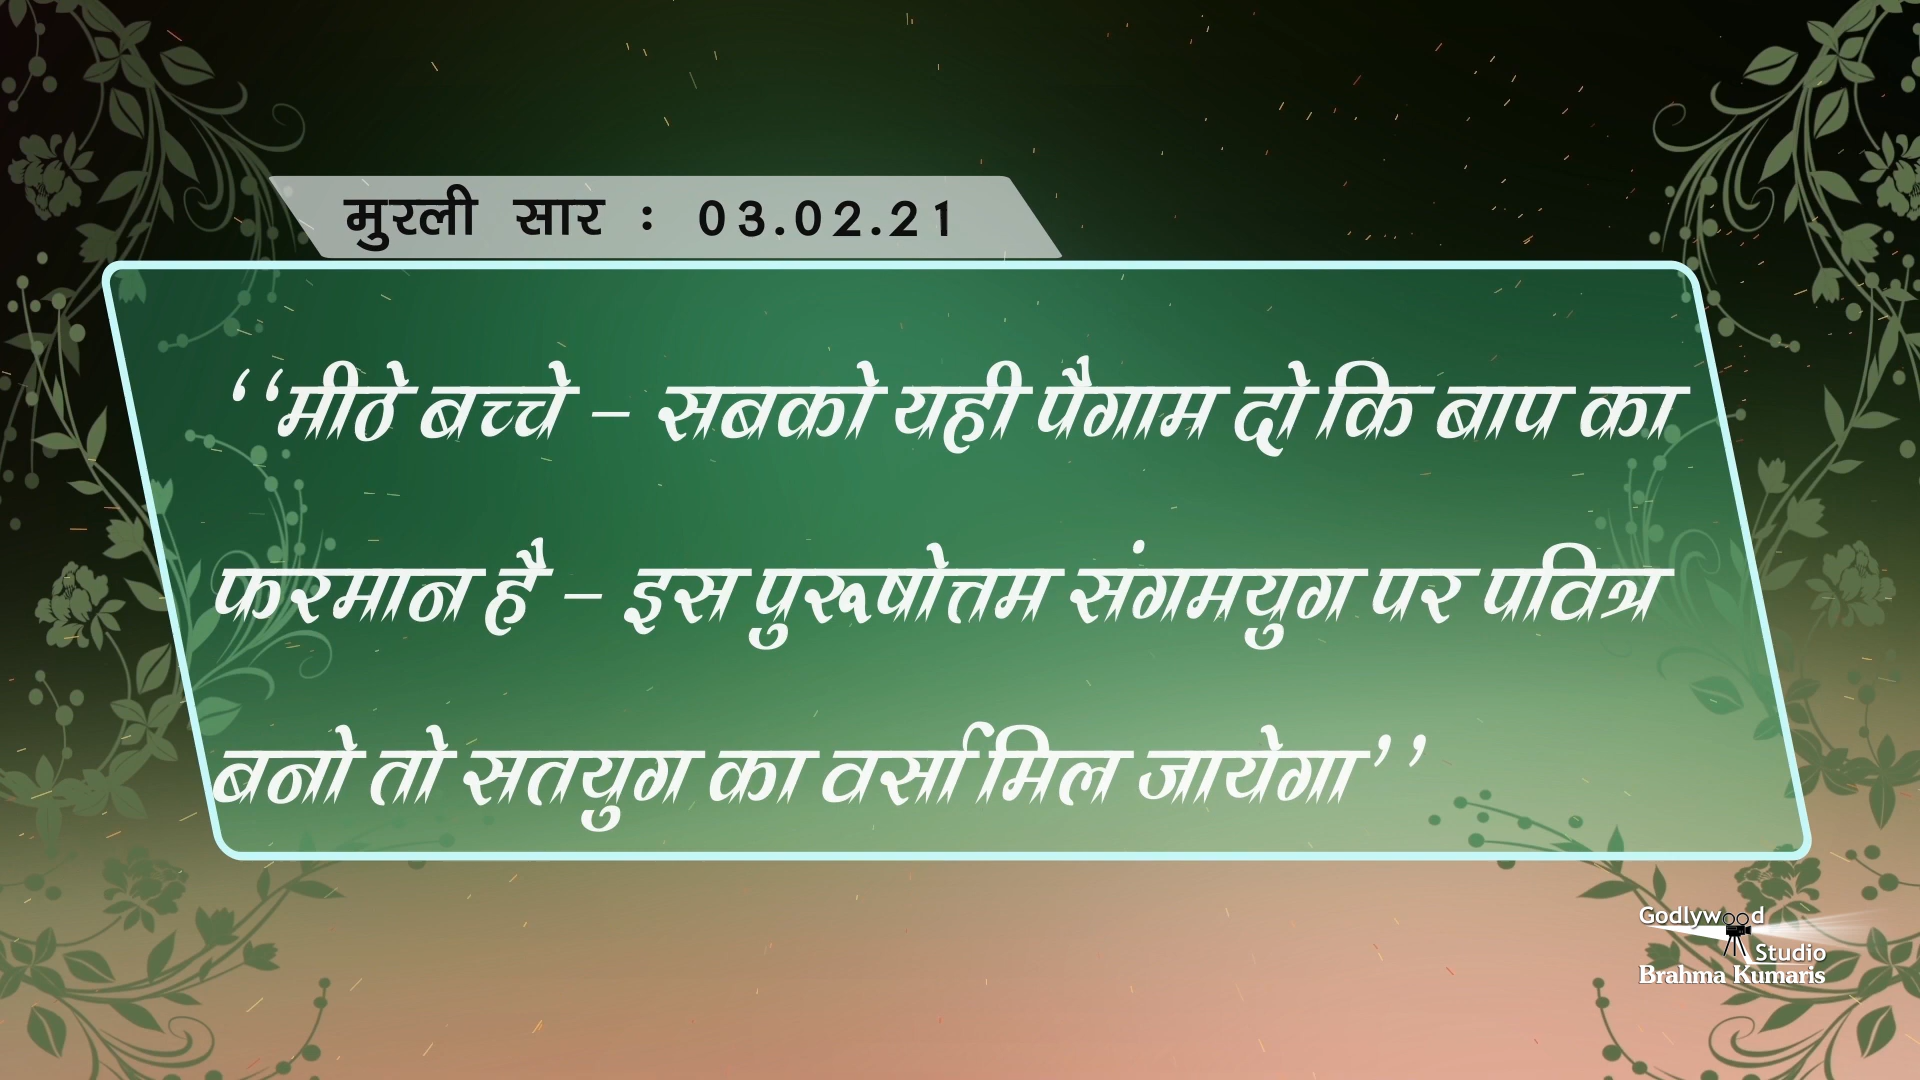 मुरली सार : 03.02.21
‘‘मीठे बच्चे – सबको यही पैगाम दो कि बाप का
फरमान है – इस पुरूषोत्तम संगमयुग पर पवित्र
बनो तो सतयुग का वर्सा मिल जायेगा’’
Godlywood
Studio
Brahma Kumaris